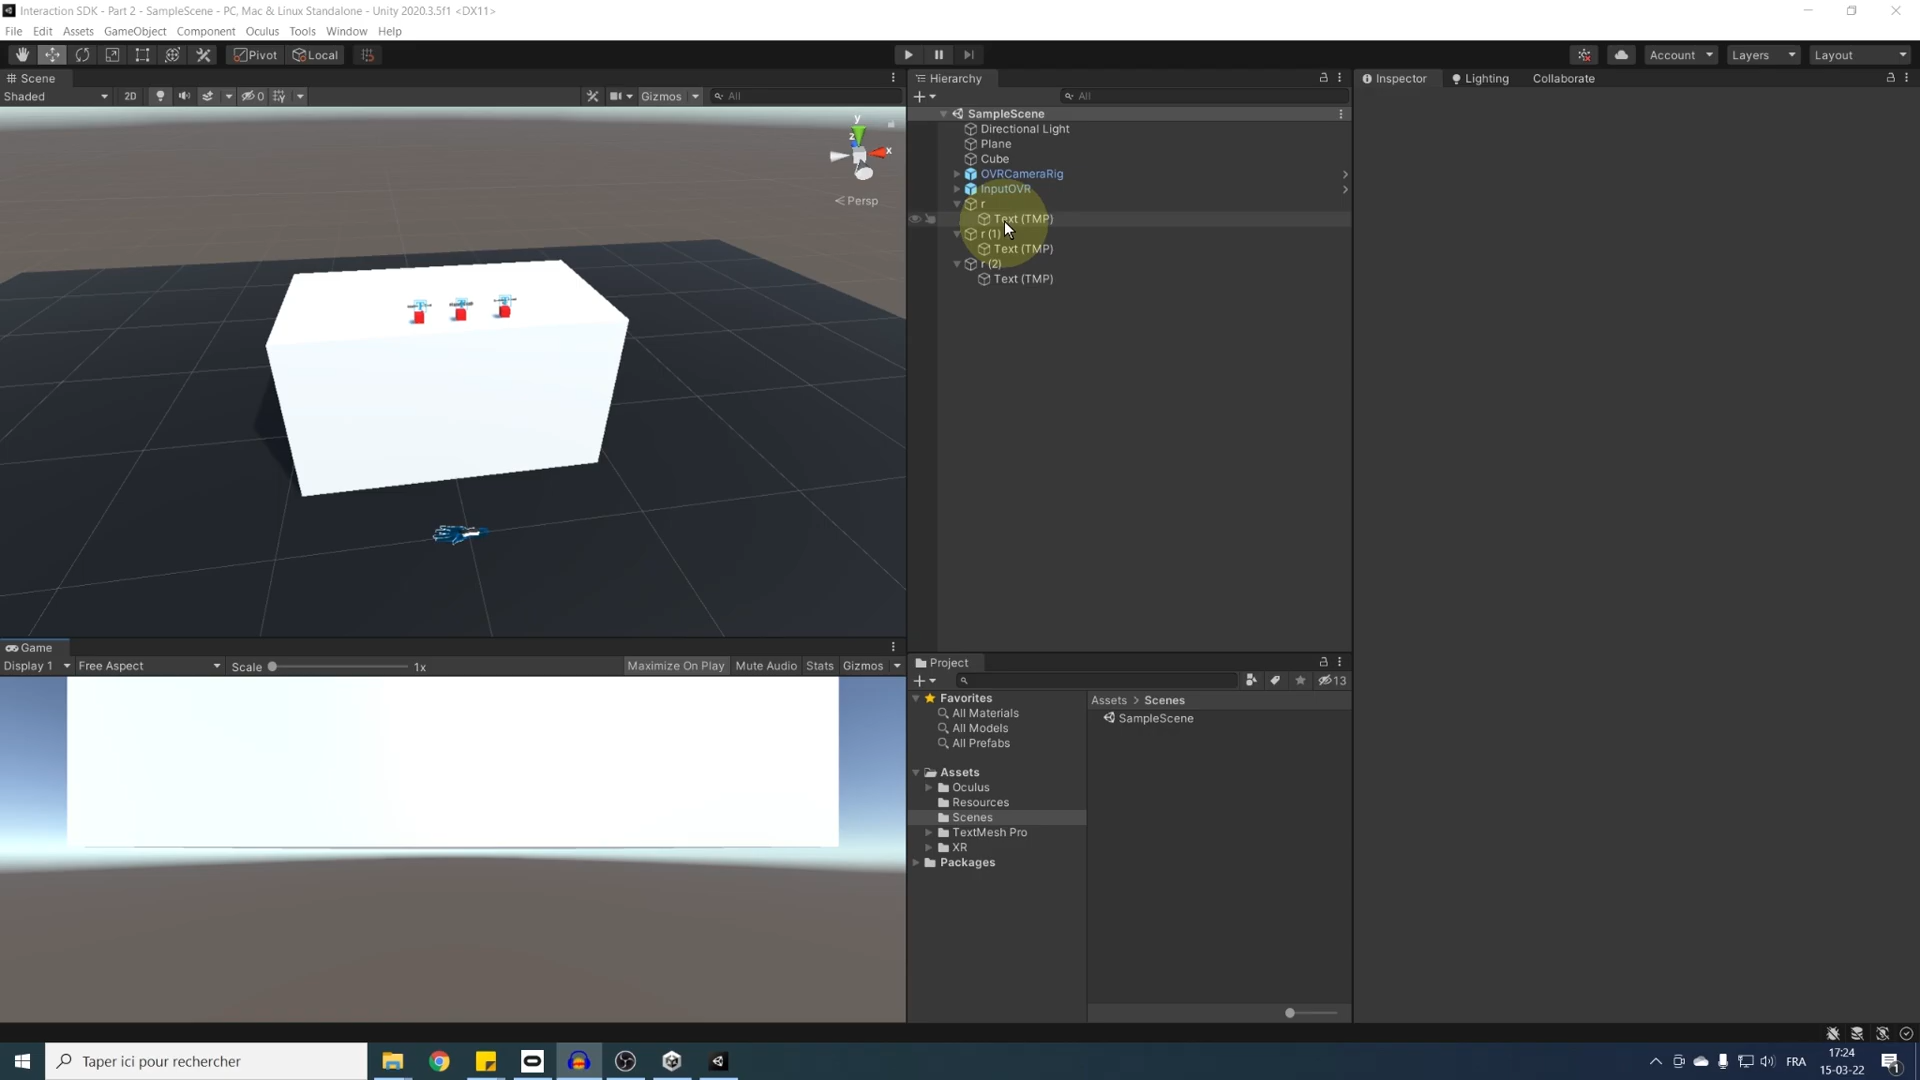 Interaction SDK - Part 2 - SampleScene - PC, Mac & Linux Standalone - Unity 2020.3.5f1 <DX11>
File Edit Assets GameObject Component Oculus Tools Window Help
Pivot Local Account Layers Layout
Scene
Shaded 2D 0 Gizmos All
y
z
x
Persp
Hierarchy
All
SampleScene
Directional Light
Plane
Cube
OVRCameraRig
InputOVR
r
Text (TMP)
r (1)
Text (TMP)
r (2)
Text (TMP)
Inspector Lighting Collaborate
Game
Display 1 Free Aspect Scale 1x Maximize On Play Mute Audio Stats Gizmos
Project
13
Favorites
All Materials
All Models
All Prefabs
Assets
Oculus
Resources
Scenes
TextMesh Pro
XR
Packages
Assets > Scenes
SampleScene
Taper ici pour rechercher
FRA
17:24
15-03-22
1